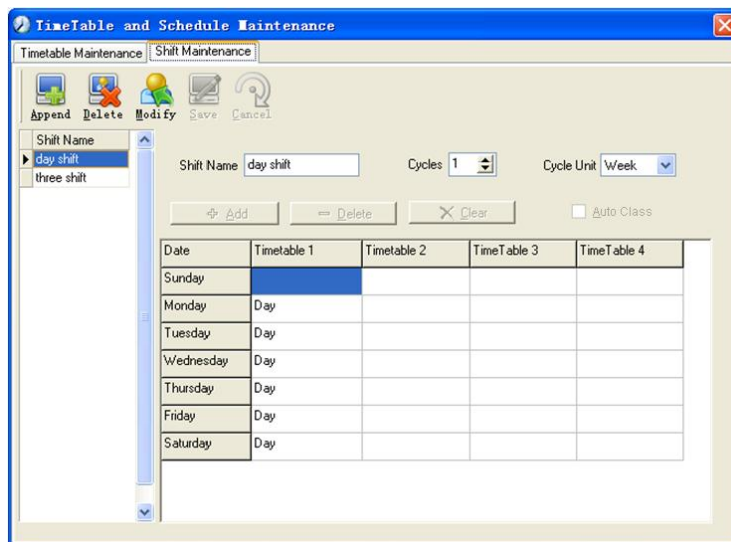 TimeTable and Schedule Maintenance
Timetable Maintenance Shift Maintenance
Append Delete Modify Save Cancel
Shift Name
day shift
three shift
Shift Name day shift Cycles 1 Cycle Unit Week
Add Delete Clear Auto Class
Date Timetable 1 Timetable 2 TimeTable 3 TimeTable 4
Sunday
Monday Day
Tuesday Day
Wednesday Day
Thursday Day
Friday Day
Saturday Day